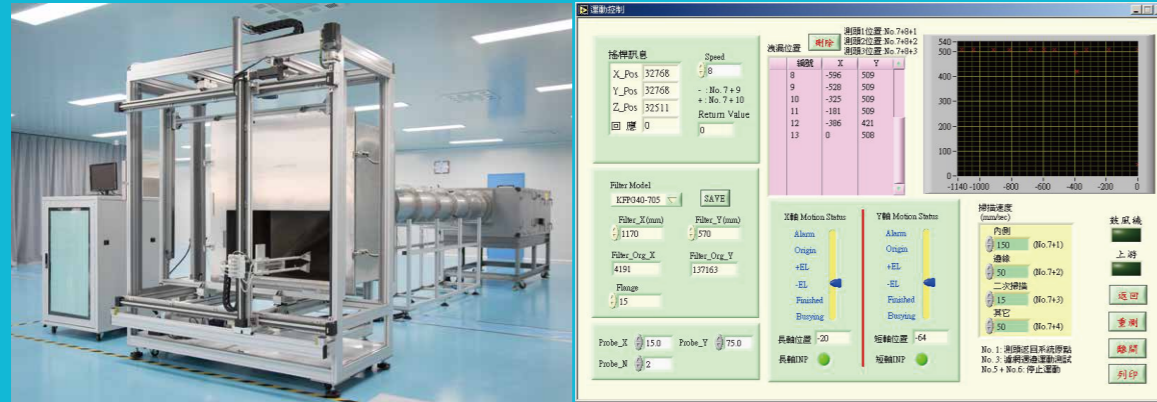 運動控制
搖桿訊息
X_Pos 32768
Y_Pos 32768
Z_Pos 32511
回 應 0
Speed
8
- : No. 7 + 9
+ : No. 7 + 10
Return Value
0
Filter Model
KFPG40-705
SAVE
Filter_X(mm)
1170
Filter_Y(mm)
570
Filter_Org_X
4191
Filter_Org_Y
137163
Flange
15
Probe_X 15.0
Probe_Y 75.0
Probe_N 2
洩漏位置
刪除
測頭1位置:No.7+8+1
測頭2位置:No.7+8+2
測頭3位置:No.7+8+3
編號 X Y
8 -596 509
9 -528 509
10 -325 509
11 -181 509
12 -386 421
13 0 508
540
500
400
300
200
100
0
-1140 -1000 -800 -600 -400 -200 0
X軸 Motion Status
Alarm
Origin
+EL
-EL
Finished
Busying
長軸位置 -20
長軸INP
Y軸 Motion Status
Alarm
Origin
+EL
-EL
Finished
Busying
短軸位置 -64
短軸INP
掃描速度
(mm/sec)
內側
150 (No.7+1)
邊緣
50 (No.7+2)
二次掃描
15 (No.7+3)
其它
50 (No.7+4)
No. 1: 測頭返回系統原點
No. 3: 濾網週邊運動測試
No.5 + No.6: 停止運動
鼓風機
上游
返回
重測
離開
列印